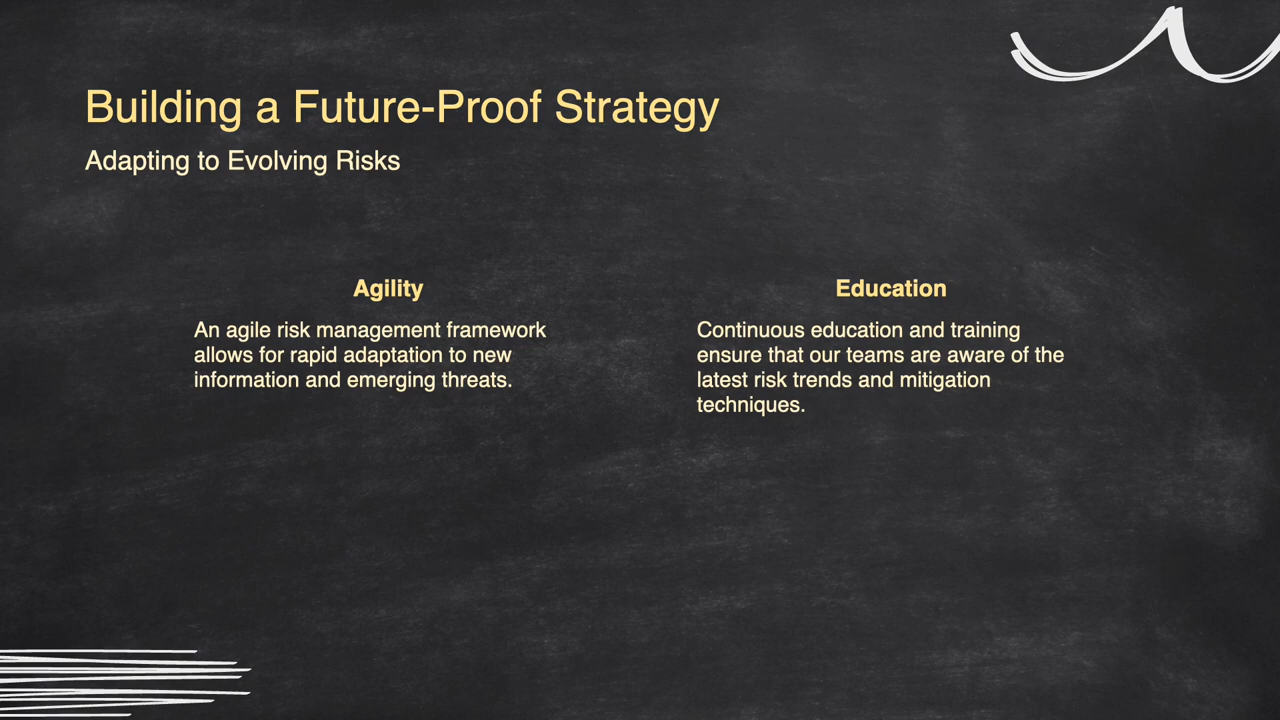 Building a Future-Proof Strategy
Adapting to Evolving Risks
Agility
An agile risk management framework
allows for rapid adaptation to new
information and emerging threats.
Education
Continuous education and training
ensure that our teams are aware of the
latest risk trends and mitigation
techniques.